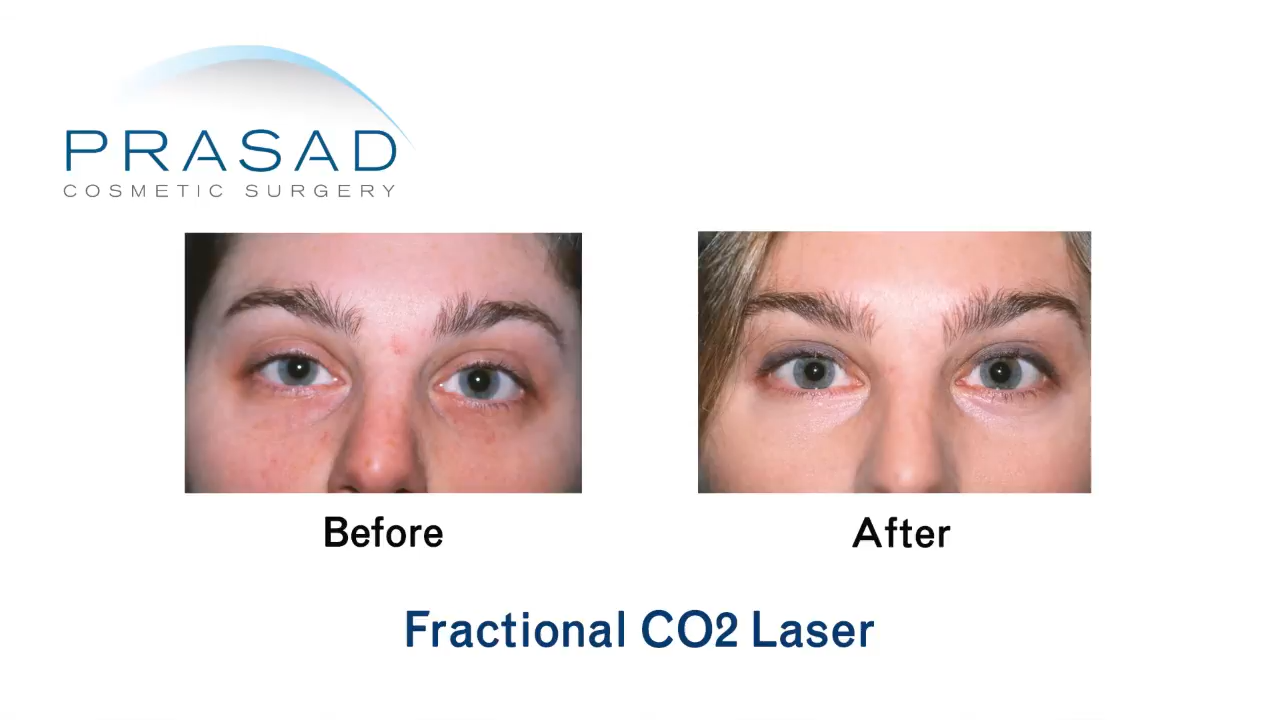 PRASAD
COSMETIC SURGERY
Before
After
Fractional CO2 Laser